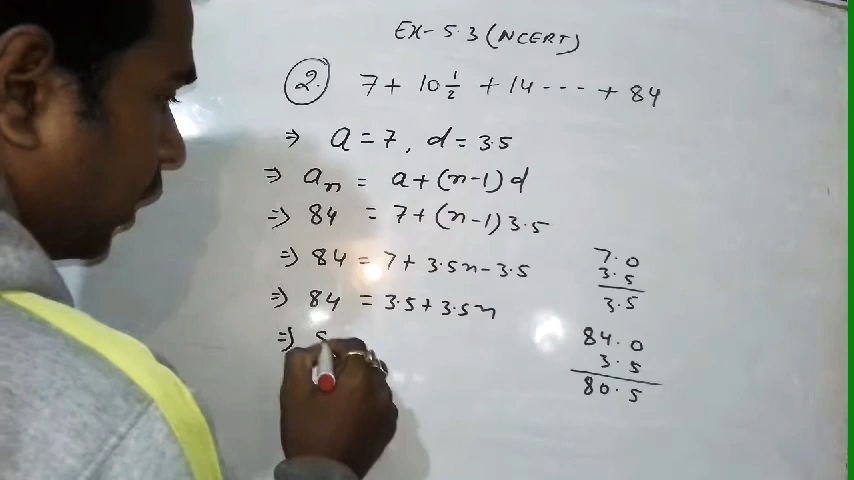 EX- 5.3 (NCERT)
2. 7 + 10 1/2 + 14 --- + 84
⇒ a = 7, d = 3.5
⇒ an = a + (n-1) d
⇒ 84 = 7 + (n-1) 3.5
⇒ 84 = 7 + 3.5n - 3.5
⇒ 84 = 3.5 + 3.5n
⇒
7.0
3.5
3.5
84.0
3.5
80.5